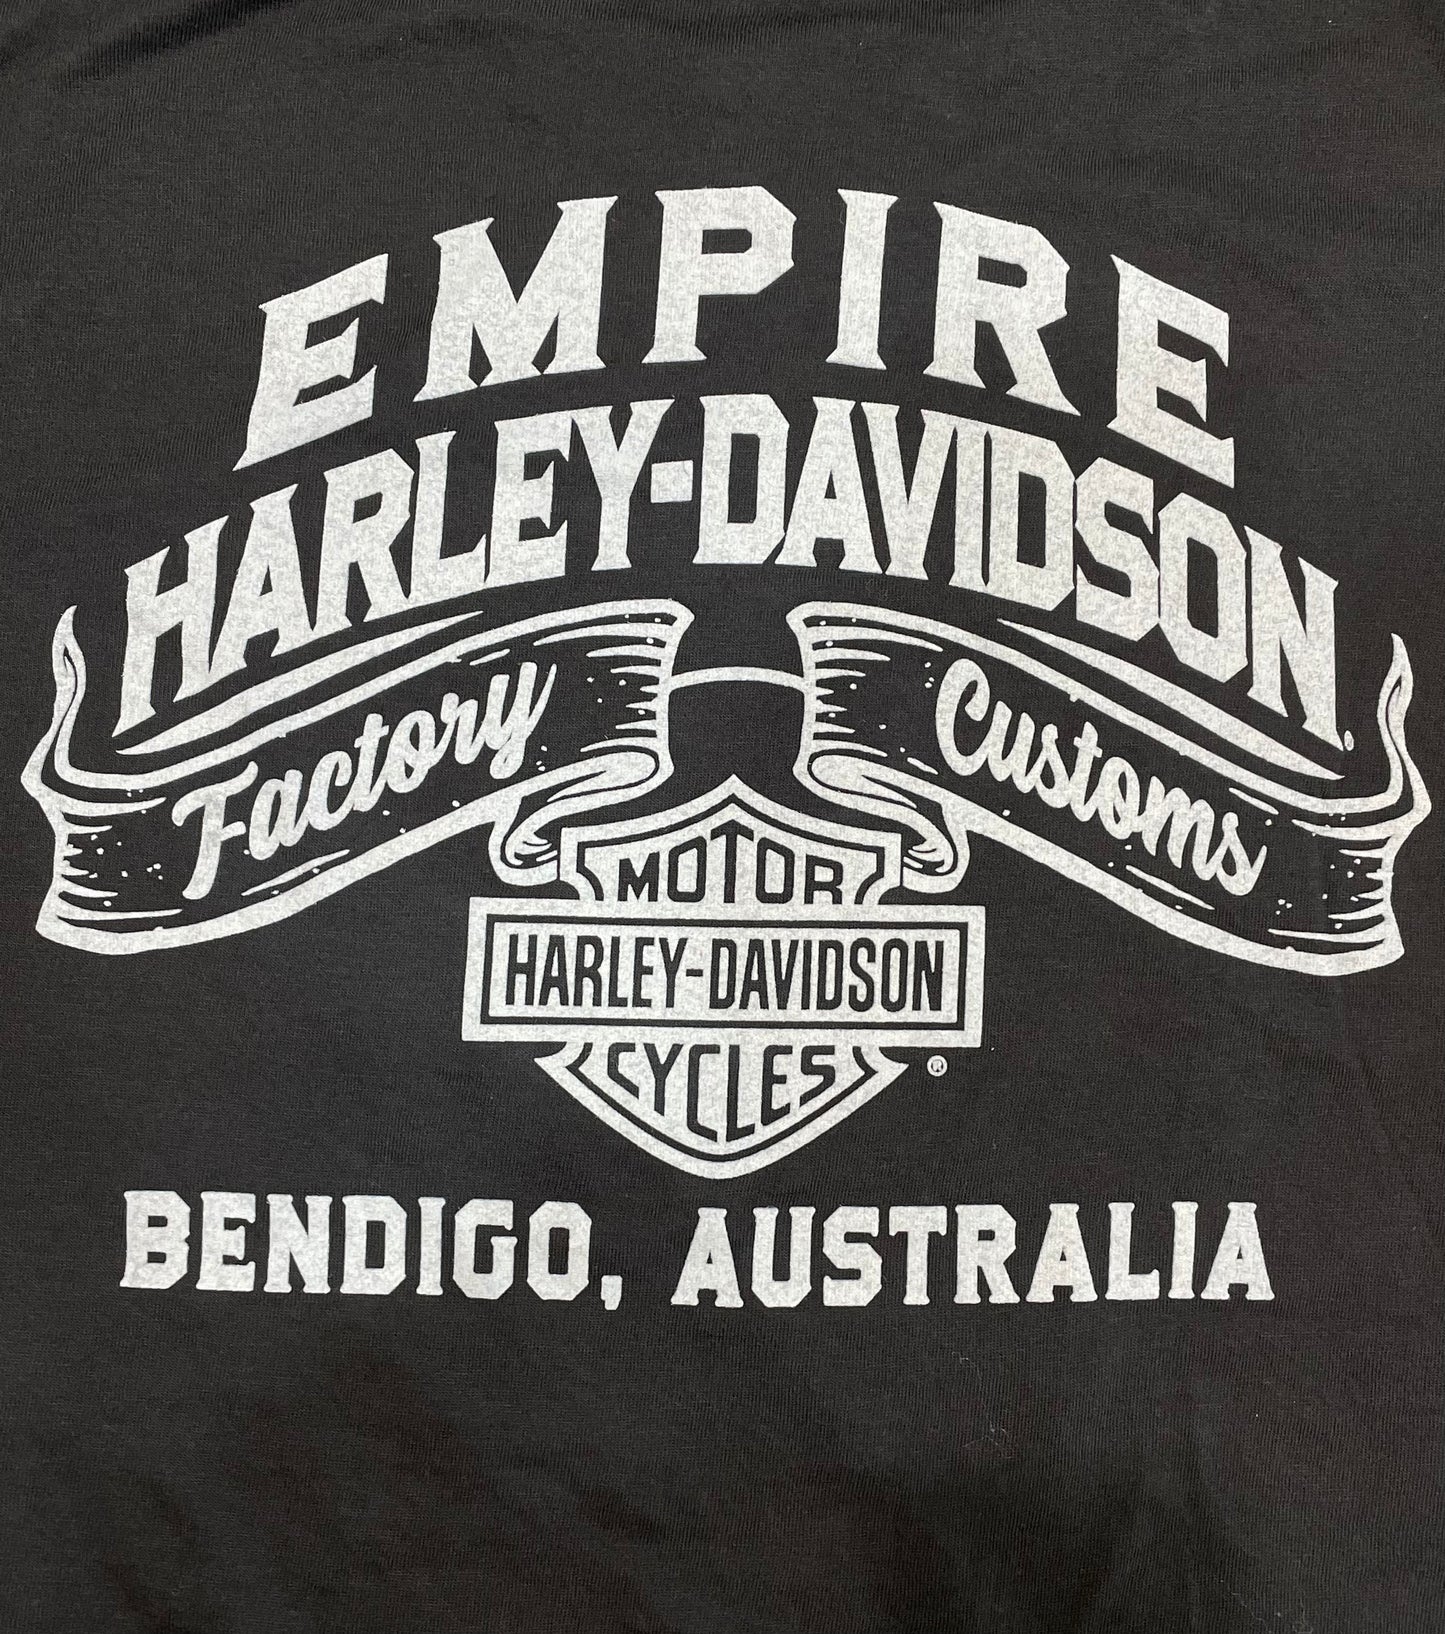 EMPIRE
HARLEY-DAVIDSON®
Factory Customs
MOTOR
HARLEY-DAVIDSON
CYCLES®
BENDIGO, AUSTRALIA